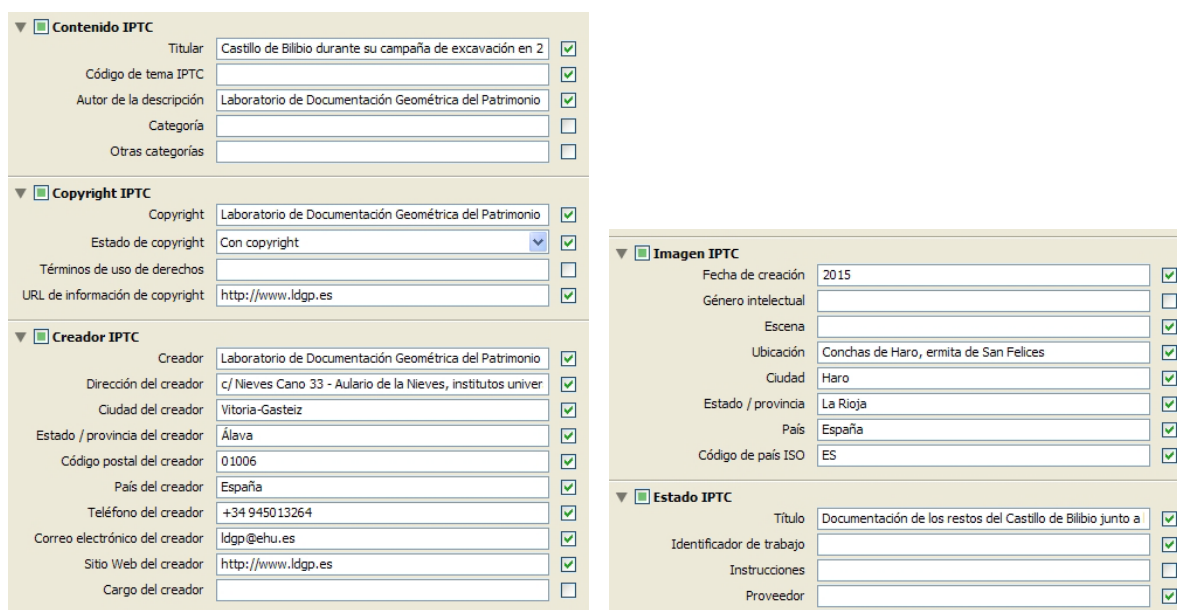 Contenido IPTC
Titular Castillo de Bilibio durante su campaña de excavación en 2
Código de tema IPTC
Autor de la descripción Laboratorio de Documentación Geométrica del Patrimonio
Categoría
Otras categorías
Copyright IPTC
Copyright Laboratorio de Documentación Geométrica del Patrimonio
Estado de copyright Con copyright
Términos de uso de derechos
URL de información de copyright http://www.ldgp.es
Creador IPTC
Creador Laboratorio de Documentación Geométrica del Patrimonio
Dirección del creador c/ Nieves Cano 33 - Aulario de la Nieves, institutos univer
Ciudad del creador Vitoria-Gasteiz
Estado / provincia del creador Álava
Código postal del creador 01006
País del creador España
Teléfono del creador +34 945013264
Correo electrónico del creador ldgp@ehu.es
Sitio Web del creador http://www.ldgp.es
Cargo del creador
Imagen IPTC
Fecha de creación 2015
Género intelectual
Escena
Ubicación Conchas de Haro, ermita de San Felices
Ciudad Haro
Estado / provincia La Rioja
País España
Código de país ISO ES
Estado IPTC
Título Documentación de los restos del Castillo de Bilibio junto a
Identificador de trabajo
Instrucciones
Proveedor